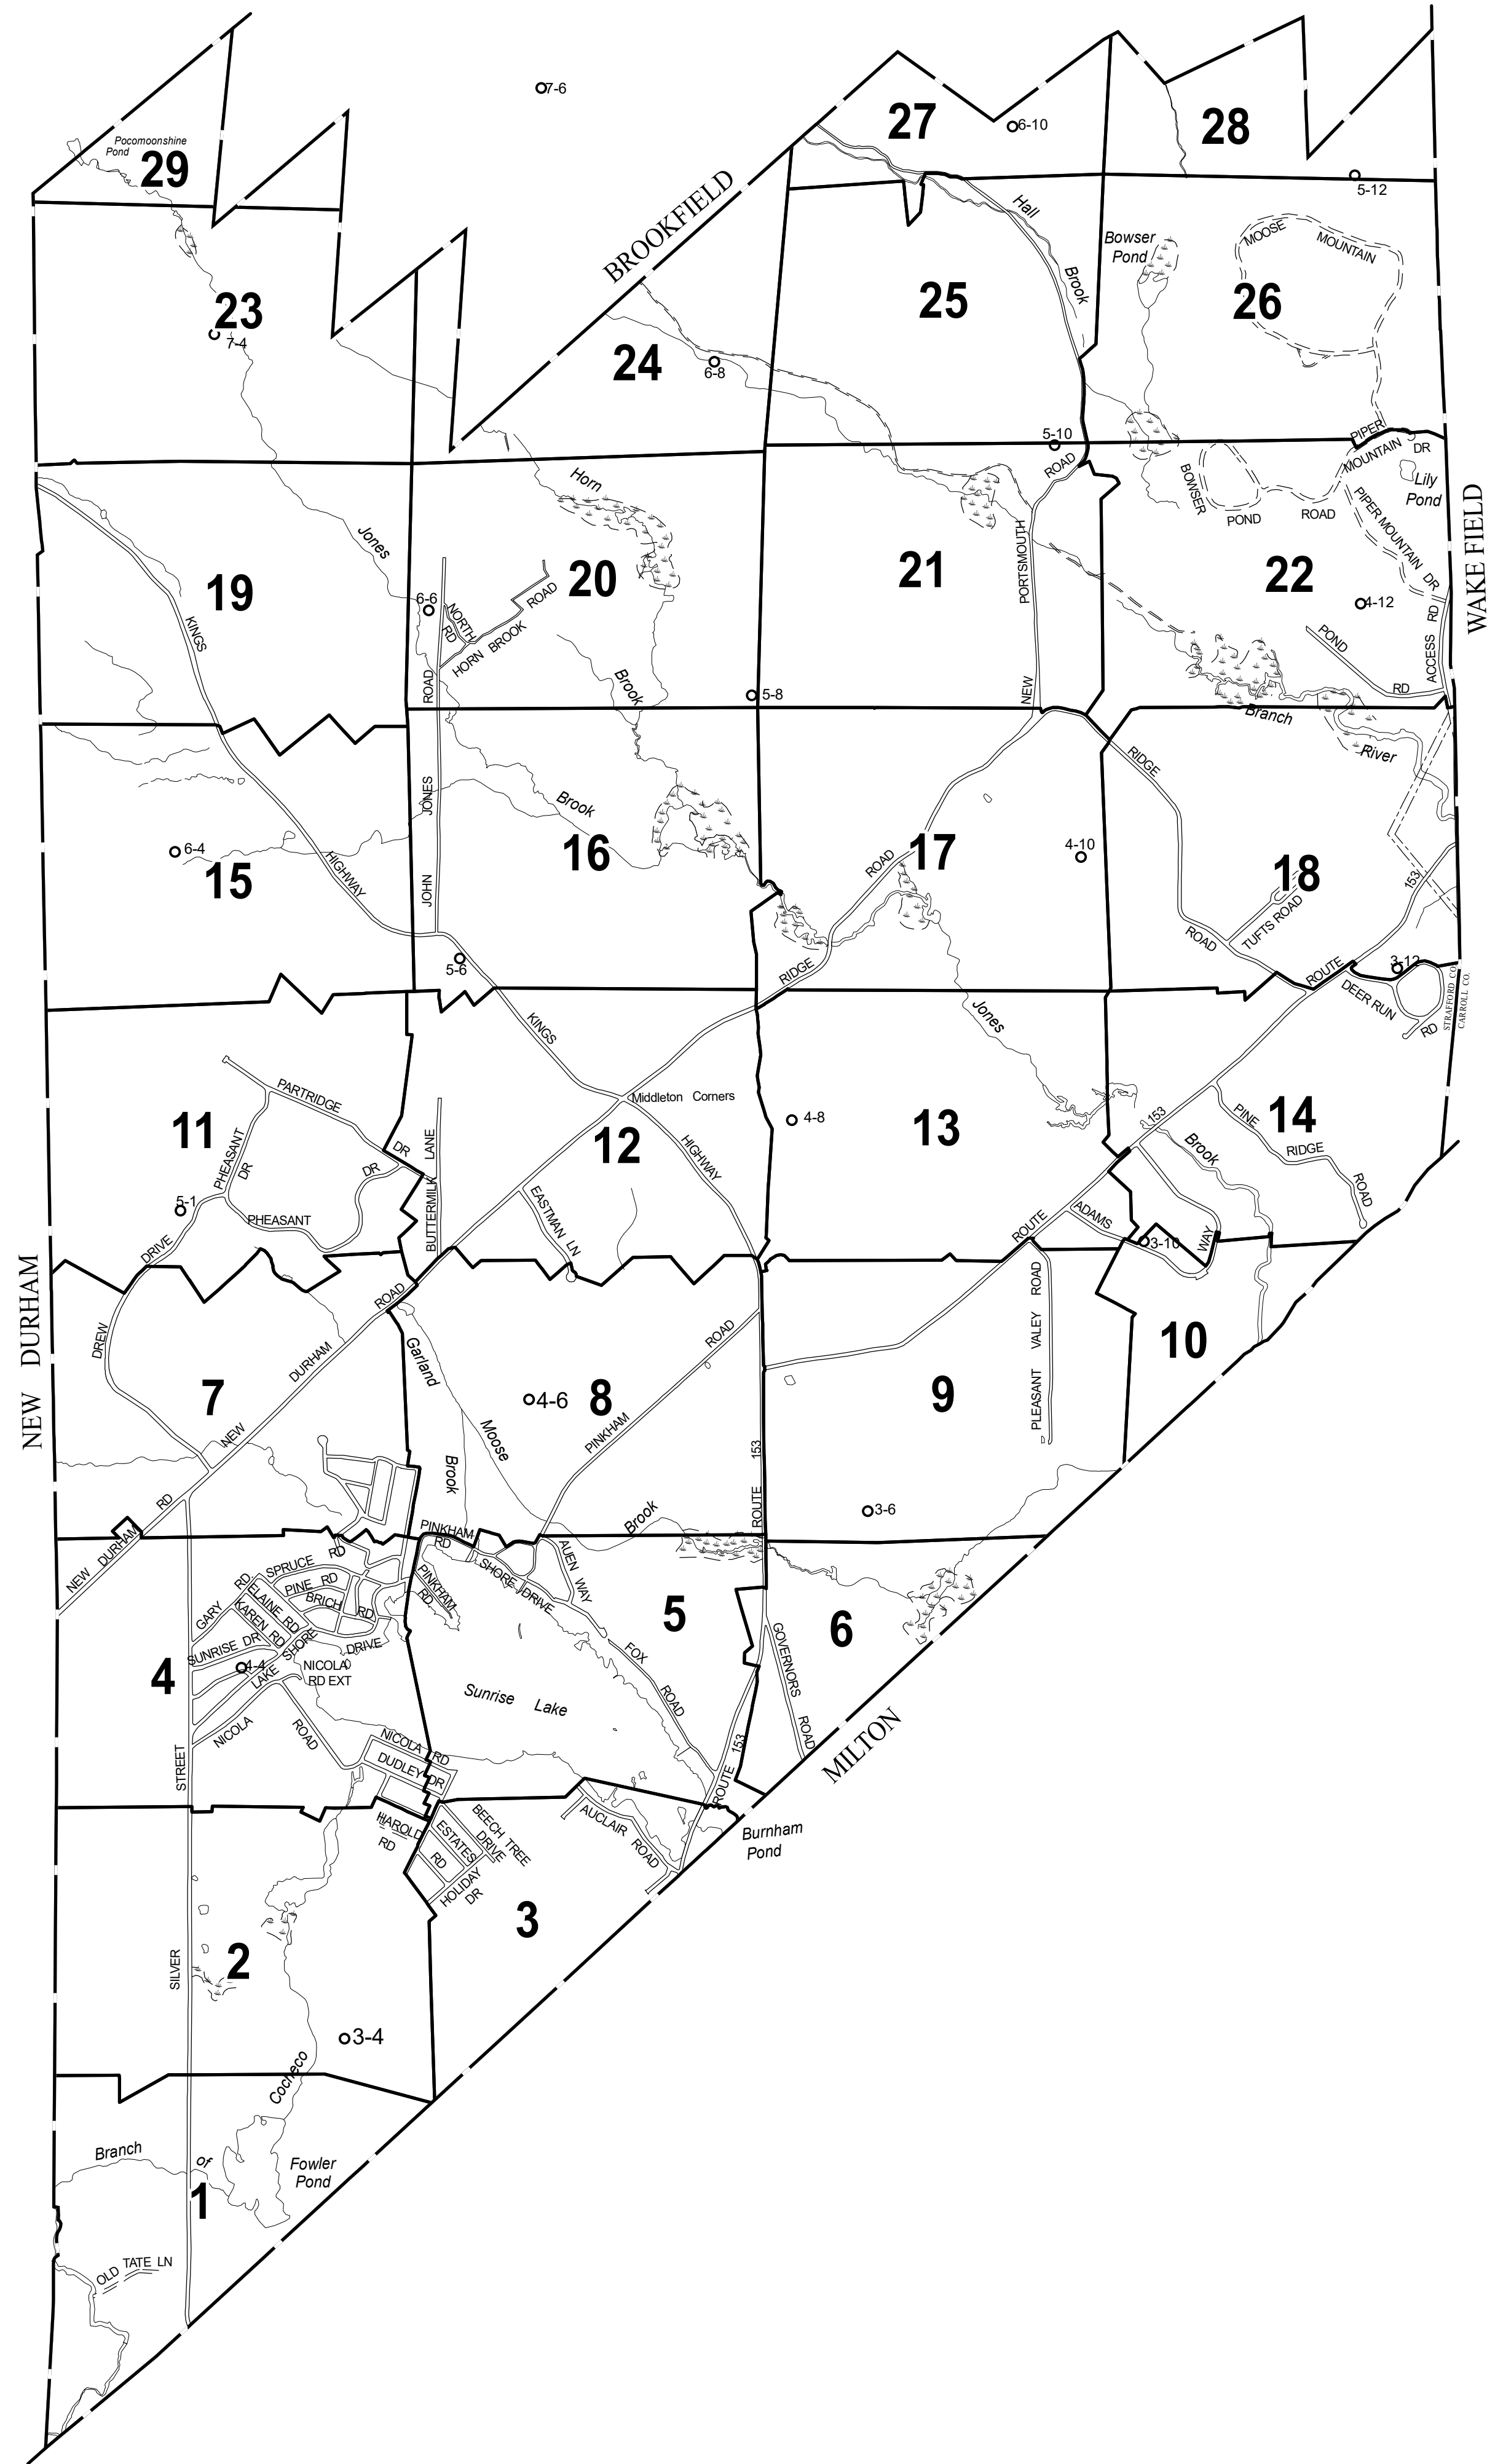 7-6
27
6-10
28
Pocomoonshine
Pond
29
5-12
BROOKFIELD
Hall
Bowser
Pond
MOOSE
MOUNTAIN
Brook
23
7-4
24
6-8
25
26
5-10
PIPER
MOUNTAIN
DR
ROAD
BOWSER
POND
ROAD
Lily
Pond
PIPER MOUNTAIN
DR
WAKE FIELD
Horn
Jones
19
KINGS
6-6
NORTH
RD
HORN BROOK
ROAD
20
21
PORTSMOUTH
22
4-12
POND
RD
ACCESS
RD
ROAD
Brook
5-8
NEW
Branch
River
RIDGE
JONES
Brook
6-4
15
HIGHWAY
JOHN
16
ROAD
17
4-10
18
153
TUFTS ROAD
ROAD
5-6
RIDGE
ROUTE
3-12
DEER RUN
RD
STRAFFORD CO.
CARROLL CO.
KINGS
Jones
PARTRIDGE
DR
Middleton Corners
11
PHEASANT
DR
DR
LANE
BUTTERMILK
12
HIGHWAY
4-8
13
153
PINE
RIDGE
ROAD
14
Brook
5-1
PHEASANT
DRIVE
EASTMAN LN
ADAMS
WAY
ROUTE
3-10
NEW DURHAM
DREW
ROAD
DURHAM
Garland
ROAD
PLEASANT VALEY ROAD
10
7
4-6
8
9
NEW
Moose
PINKHAM
Brook
153
RD
ROUTE
3-6
Brook
NEW DURHAM
PINKHAM
RD
RD
SPRUCE
RD
PINE RD
BRICH
RD
ELAINE RD
KAREN RD
GARY
SHORE DRIVE
AUEN WAY
PINKHAM
RD
5
6
SUNRISE DR
SHORE
DRIVE
LAKE
4-4
4
NICOLA
RD EXT
FOX
ROAD
GOVERNORS
ROAD
Sunrise Lake
NICOLA
ROAD
NICOLA RD
DUDLEY DR
STREET
ROUTE 153
MILTON
HAROLD
RD
ESTATES
RD
BEECH TREE
DRIVE
HOLIDAY
DR
AUCLAIR
ROAD
Burnham
Pond
3
2
SILVER
3-4
Cocheco
Branch
of
Fowler
Pond
1
OLD TATE LN